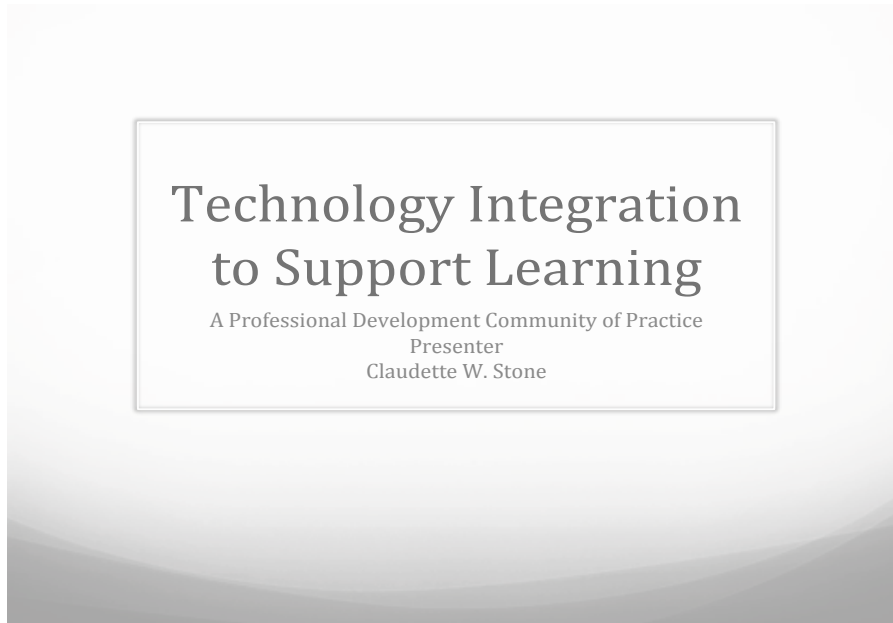 Technology Integration
to Support Learning
A Professional Development Community of Practice
Presenter
Claudette W. Stone